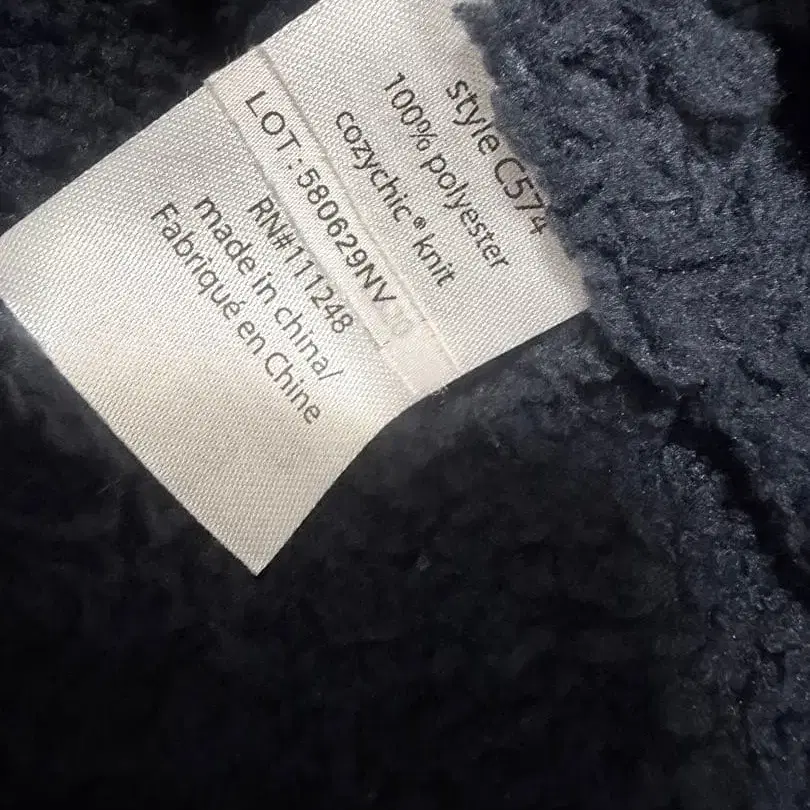 style C574
100% polyester
cozychic® knit
LOT:580629NV
RN#111248
made in china/
Fabriqué en Chine